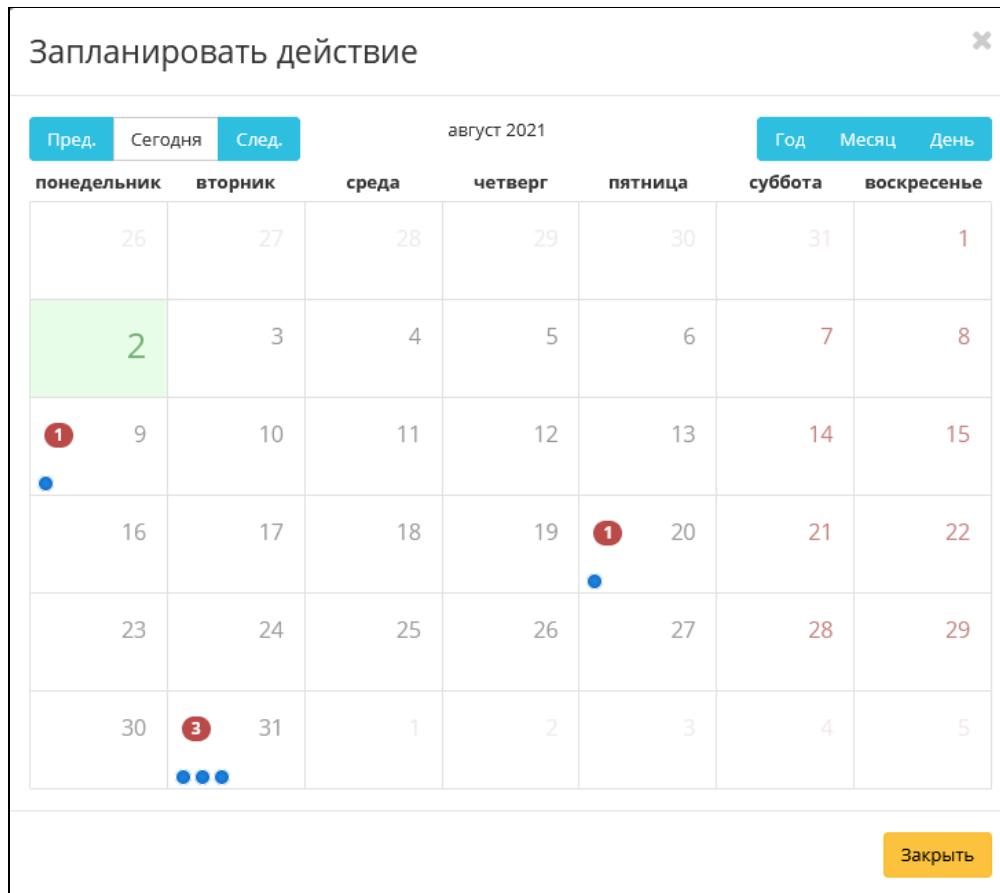 Запланировать действие ×
Пред. Сегодня След. август 2021 Год Месяц День
понедельник вторник среда четверг пятница суббота воскресенье
26 27 28 29 30 31 1
2 3 4 5 6 7 8
1 9 10 11 12 13 14 15
16 17 18 19 1 20 21 22
23 24 25 26 27 28 29
30 3 31 1 2 3 4 5
Закрыть